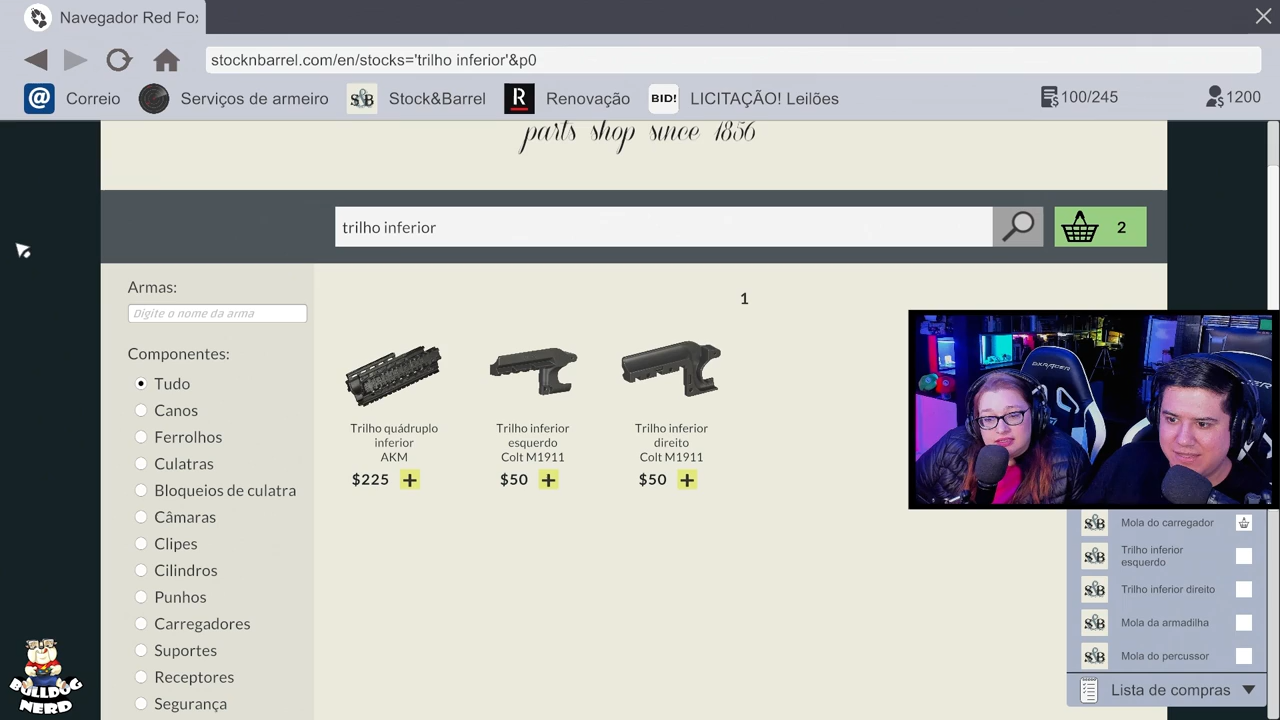 Navegador Red Fox
stocknbarrel.com/en/stocks='trilho inferior'&p0
@ Correio
Serviços de armeiro
S&B Stock&Barrel
R Renovação
BID! LICITAÇÃO! Leilões
100/245
1200
parts shop since 1856
trilho inferior
2
Armas:
Digite o nome da arma
Componentes:
Tudo
Canos
Ferrolhos
Culatras
Bloqueios de culatra
Câmaras
Clipes
Cilindros
Punhos
Carregadores
Suportes
Receptores
Segurança
1
Trilho quádruplo
inferior
AKM
$225 +
Trilho inferior
esquerdo
Colt M1911
$50 +
Trilho inferior
direito
Colt M1911
$50 +
DXRACER
S&B Mola do carregador
S&B Trilho inferior
esquerdo
S&B Trilho inferior direito
S&B Mola da armadilha
S&B Mola do percussor
Lista de compras
BULLDOG
NERD